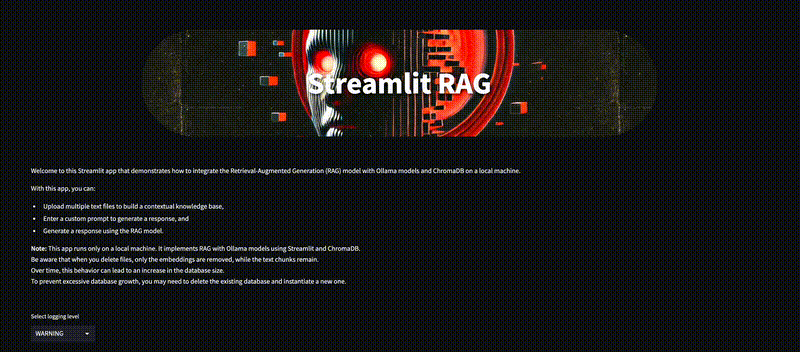 Streamlit RAG
Welcome to this Streamlit app that demonstrates how to integrate the Retrieval-Augmented Generation (RAG) model with Ollama models and ChromaDB on a local machine.
With this app, you can:
• Upload multiple text files to build a contextual knowledge base,
• Enter a custom prompt to generate a response, and
• Generate a response using the RAG model.
Note: This app runs only on a local machine. It implements RAG with Ollama models using Streamlit and ChromaDB.
Be aware that when you delete files, only the embeddings are removed, while the text chunks remain.
Over time, this behavior can lead to an increase in the database size.
To prevent excessive database growth, you may need to delete the existing database and instantiate a new one.
Select logging level
WARNING